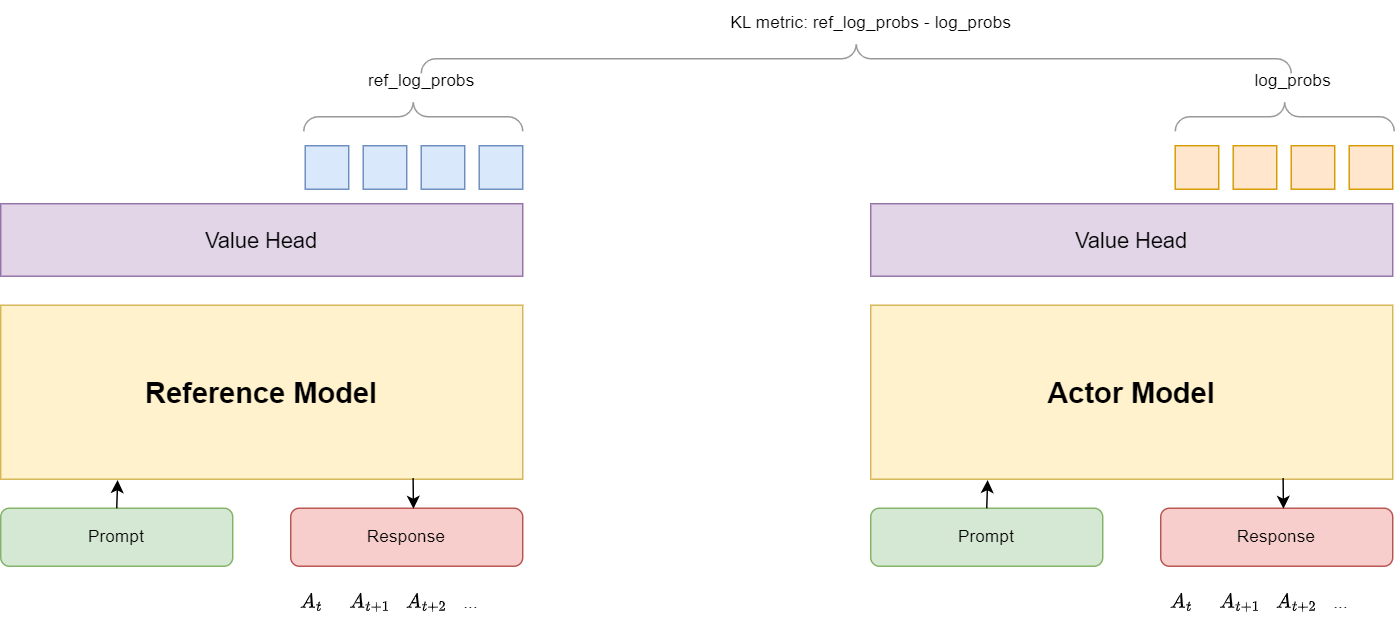 KL metric: ref_log_probs - log_probs
ref_log_probs
log_probs
Value Head
Value Head
Reference Model
Actor Model
Prompt
Response
Prompt
Response
A_t A_{t+1} A_{t+2} ...
A_t A_{t+1} A_{t+2} ...